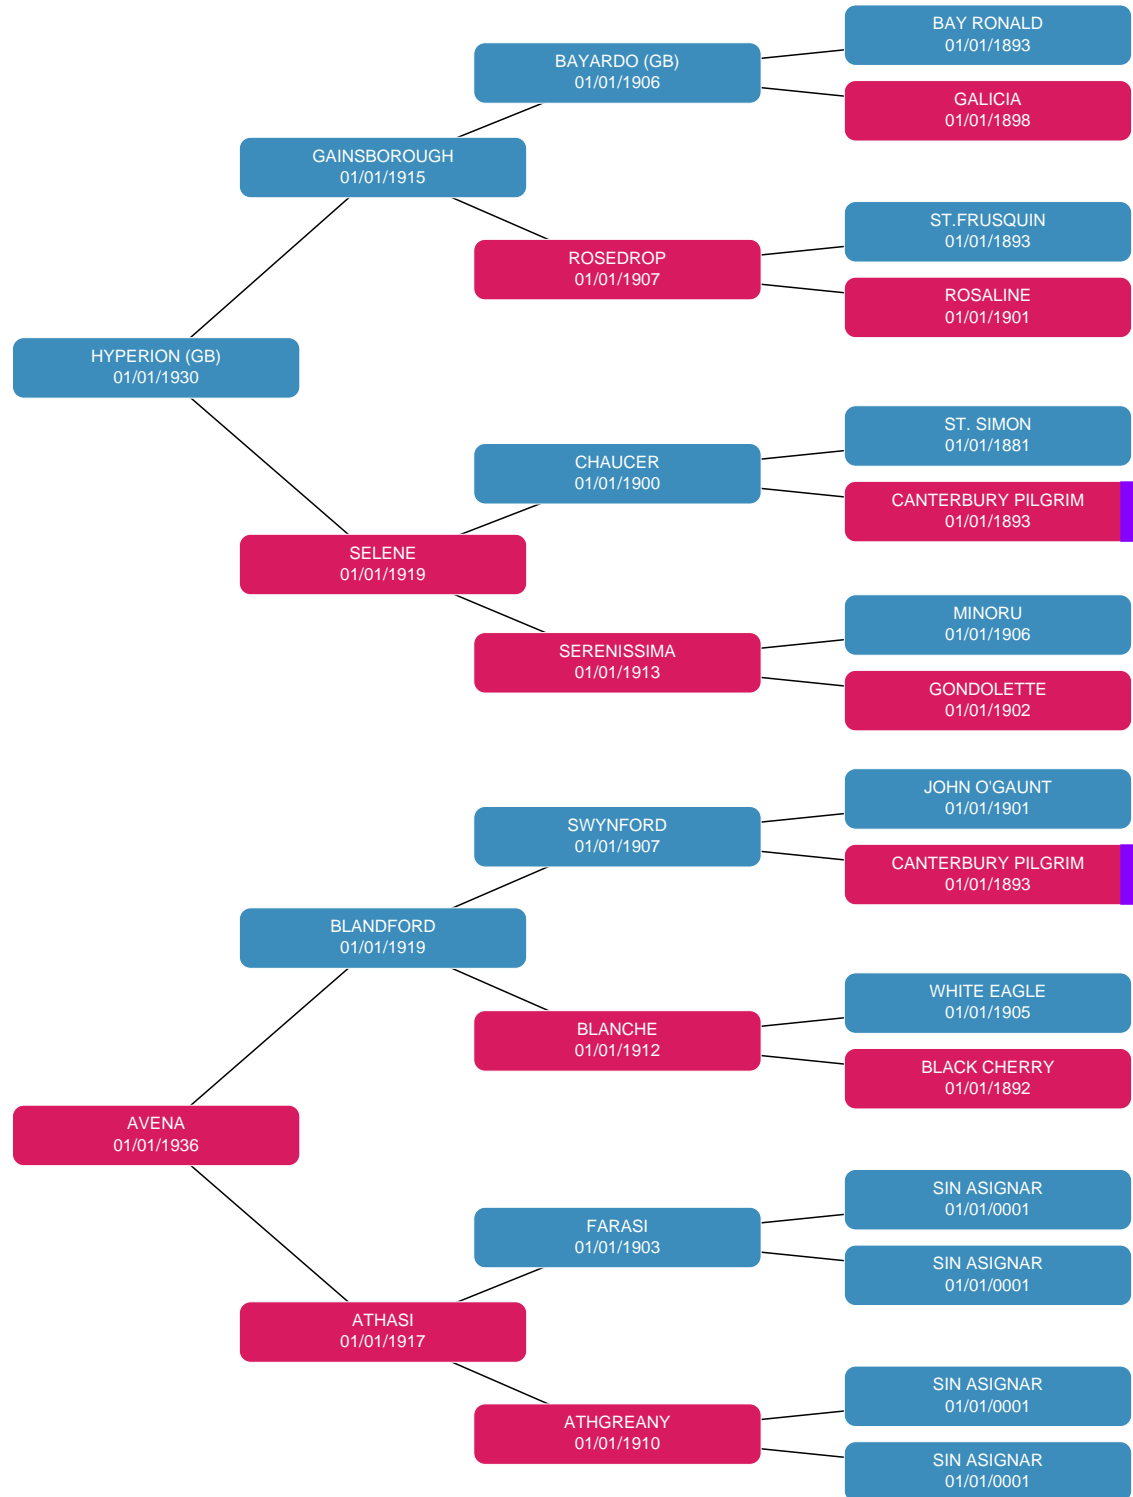 BAY RONALD
01/01/1893
BAYARDO (GB)
01/01/1906
GALICIA
01/01/1898
GAINSBOROUGH
01/01/1915
ST.FRUSQUIN
01/01/1893
ROSEDROP
01/01/1907
ROSALINE
01/01/1901
HYPERION (GB)
01/01/1930
ST. SIMON
01/01/1881
CHAUCER
01/01/1900
CANTERBURY PILGRIM
01/01/1893
SELENE
01/01/1919
MINORU
01/01/1906
SERENISSIMA
01/01/1913
GONDOLETTE
01/01/1902
JOHN O'GAUNT
01/01/1901
SWYNFORD
01/01/1907
CANTERBURY PILGRIM
01/01/1893
BLANDFORD
01/01/1919
WHITE EAGLE
01/01/1905
BLANCHE
01/01/1912
BLACK CHERRY
01/01/1892
AVENA
01/01/1936
SIN ASIGNAR
01/01/0001
FARASI
01/01/1903
SIN ASIGNAR
01/01/0001
ATHASI
01/01/1917
SIN ASIGNAR
01/01/0001
ATHGREANY
01/01/1910
SIN ASIGNAR
01/01/0001